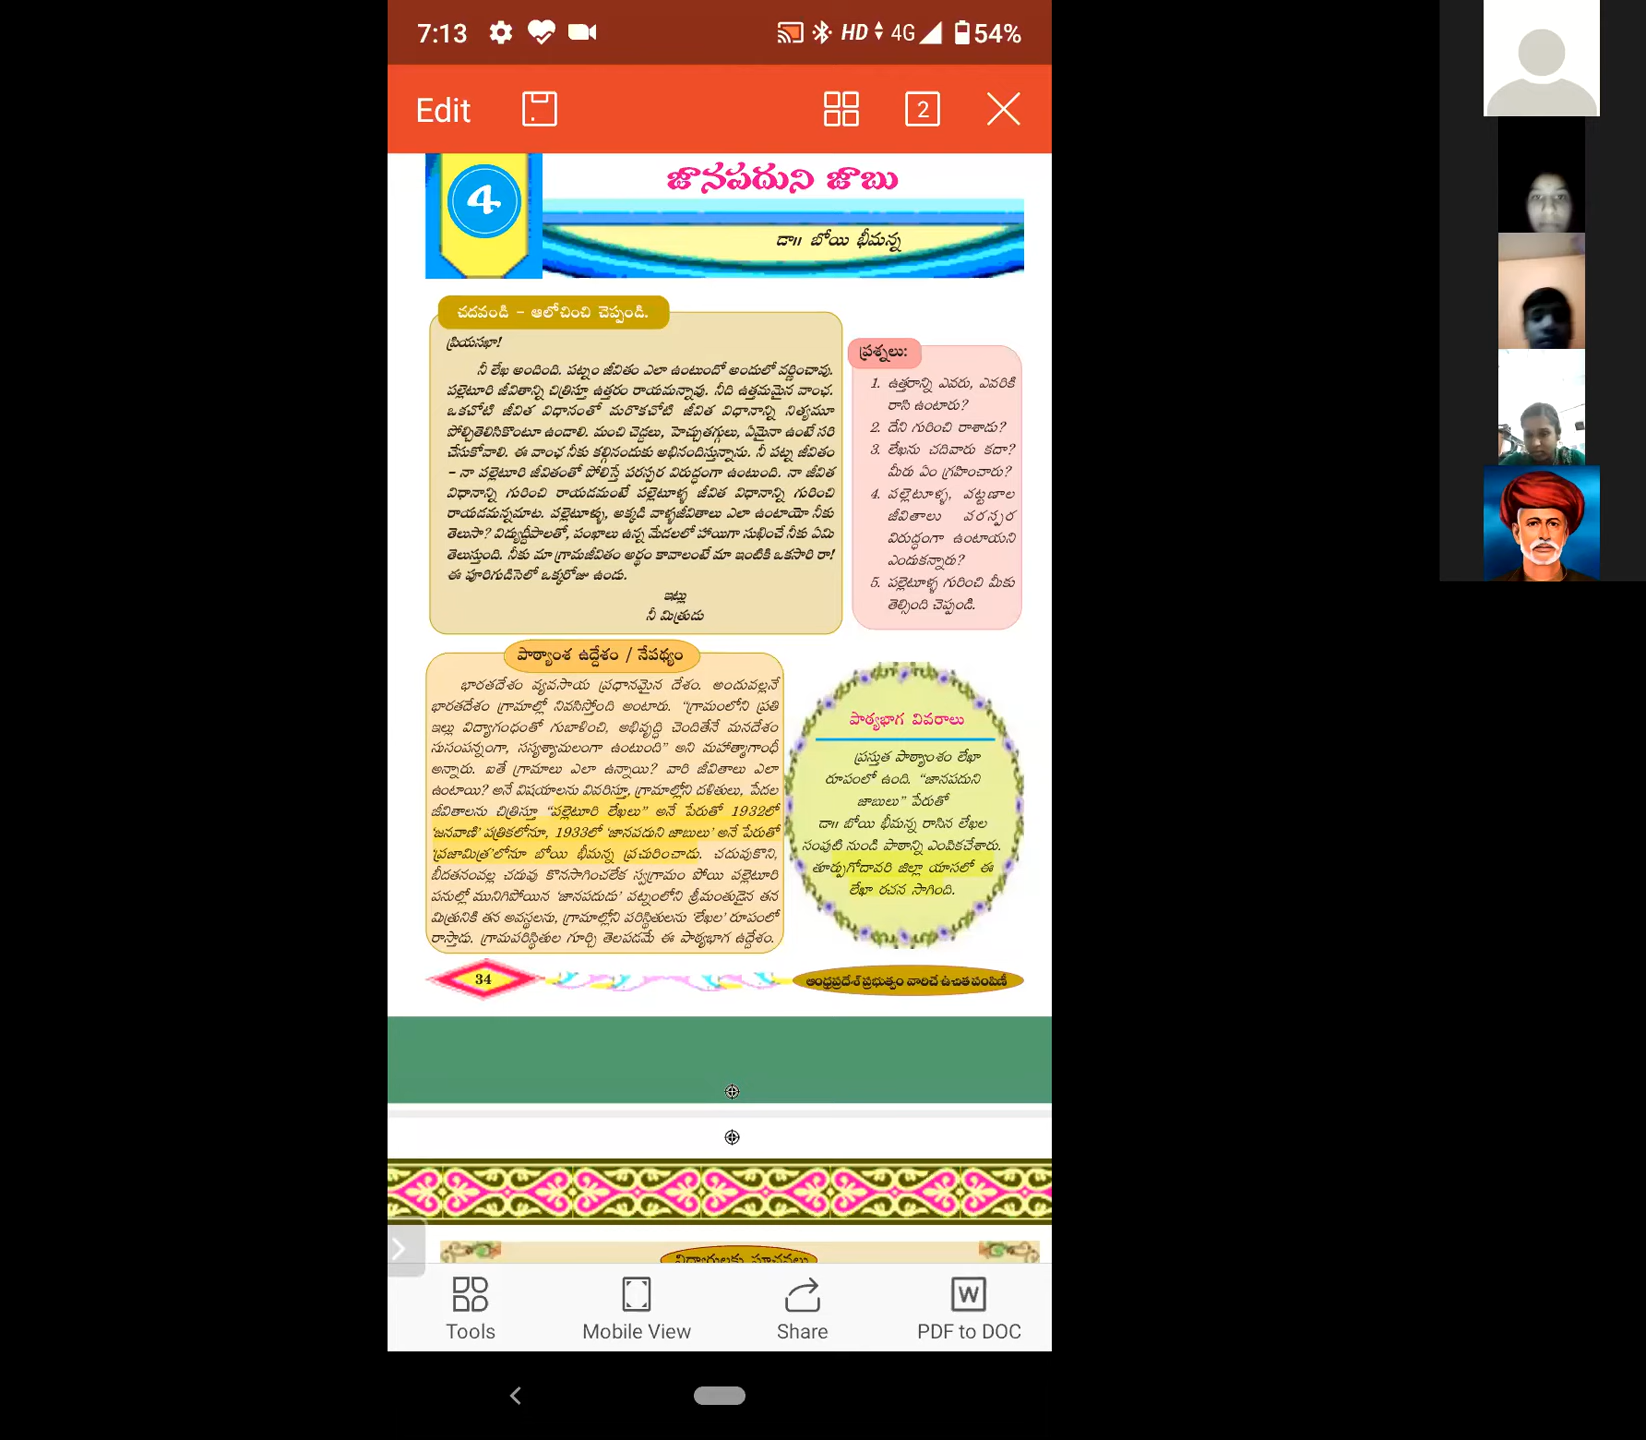 7:13
HD 4G 54%
Edit
2
4
జానపదుని జాబు
డా॥ బోయి భీమన్న
చదవండి - ఆలోచించి చెప్పండి.
ప్రియసఖా!
నీ లేఖ అందింది. పట్నం జీవితం ఎలా ఉంటుందో అందులో వర్ణించావు.
పల్లెటూరి జీవితాన్ని చిత్రిస్తూ ఉత్తరం రాయమన్నావు. నీది ఉత్తమమైన వాంఛ.
ఒకచోటి జీవిత విధానంతో మరొకచోటి జీవిత విధానాన్ని నిత్యమూ
పోల్చితెలిసికొంటూ ఉండాలి. మంచి చెడ్డలు, హెచ్చుతగ్గులు, ఏమైనా ఉంటే సరి
చేసుకోవాలి. ఈ వాంఛ నీకు కల్గినందుకు అభినందిస్తున్నాను. నీ పట్న జీవితం
– నా పల్లెటూరి జీవితంతో పోలిస్తే పరస్పర విరుద్ధంగా ఉంటుంది. నా జీవిత
విధానాన్ని గురించి రాయడమంటే పల్లెటూళ్ళ జీవిత విధానాన్ని గురించి
రాయడమన్నమాట. పల్లెటూళ్ళు, అక్కడి వాళ్ళజీవితాలు ఎలా ఉంటాయో నీకు
తెలుసా? విద్యుద్దీపాలతో, పంఖాలు ఉన్న మేడలలో హాయిగా సుఖించే నీకు ఏమి
తెలుస్తుంది. నీకు మా గ్రామజీవితం అర్థం కావాలంటే మా ఇంటికి ఒకసారి రా!
ఈ పూరిగుడిసెలో ఒక్కరోజు ఉండు.
ఇట్లు
నీ మిత్రుడు
ప్రశ్నలు:
1. ఉత్తరాన్ని ఎవరు, ఎవరికి
రాసి ఉంటారు?
2. దేని గురించి రాశాడు?
3. లేఖను చదివారు కదా?
మీరు ఏం గ్రహించారు?
4. పల్లెటూళ్ళ, పట్టణాల
జీవితాలు పరస్పర
విరుద్ధంగా ఉంటాయని
ఎందుకన్నారు?
5. పల్లెటూళ్ళ గురించి మీకు
తెల్సింది చెప్పండి.
పాఠ్యాంశ ఉద్దేశం / నేపథ్యం
భారతదేశం వ్యవసాయ ప్రధానమైన దేశం. అందువల్లనే
భారతదేశం గ్రామాల్లో నివసిస్తోంది అంటారు. “గ్రామంలోని ప్రతి
ఇల్లు విద్యాగంధంతో గుబాళించి, అభివృద్ధి చెందితేనే మనదేశం
సుసంపన్నంగా, సస్యశ్యామలంగా ఉంటుంది” అని మహాత్మాగాంధీ
అన్నారు. ఐతే గ్రామాలు ఎలా ఉన్నాయి? వారి జీవితాలు ఎలా
ఉంటాయి? అనే విషయాలను వివరిస్తూ, గ్రామాల్లోని దళితులు, పేదల
జీవితాలను చిత్రిస్తూ “పల్లెటూరి లేఖలు” అనే పేరుతో 1932లో
‘జనవాణి’ పత్రికలోనూ, 1933లో ‘జానపదుని జాబులు’ అనే పేరుతో
‘ప్రజామిత్ర’లోనూ బోయి భీమన్న ప్రచురించాడు. చదువుకొని,
బీదతనంవల్ల చదువు కొనసాగించలేక స్వగ్రామం పోయి పల్లెటూరి
పనుల్లో మునిగిపోయిన ‘జానపదుడు’ పట్నంలోని శ్రీమంతుడైన తన
మిత్రునికి తన అవస్థలను, గ్రామాల్లోని పరిస్థితులను ‘లేఖల’ రూపంలో
రాస్తాడు. గ్రామపరిస్థితుల గూర్చి తెలపడమే ఈ పాఠ్యభాగ ఉద్దేశం.
పాఠ్యభాగ వివరాలు
ప్రస్తుత పాఠ్యాంశం లేఖా
రూపంలో ఉంది. “జానపదుని
జాబులు” పేరుతో
డా॥ బోయి భీమన్న రాసిన లేఖల
సంపుటి నుండి పాఠాన్ని ఎంపికచేశారు.
తూర్పుగోదావరి జిల్లా యాసలో ఈ
లేఖా రచన సాగింది.
34
ఆంధ్రప్రదేశ్ ప్రభుత్వం వారిచే ఉచిత పంపిణీ
విద్యార్థులకు సూచనలు
Tools
Mobile View
Share
W
PDF to DOC